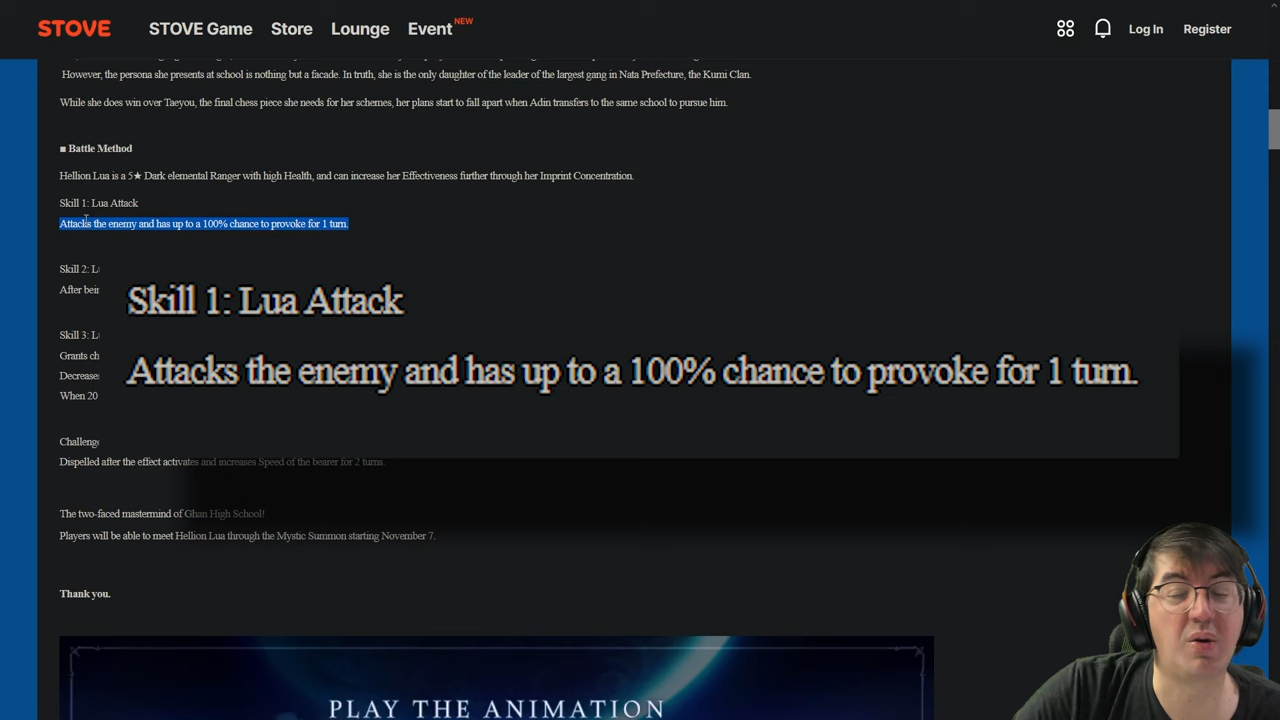 STOVE
STOVE Game
Store
Lounge
Event NEW
Log In
Register
However, the persona she presents at school is nothing but a facade. In truth, she is the only daughter of the leader of the largest gang in Nata Prefecture, the Kumi Clan.
While she does win over Taeyou, the final chess piece she needs for her schemes, her plans start to fall apart when Adin transfers to the same school to pursue him.
■ Battle Method
Hellion Lua is a 5★ Dark elemental Ranger with high Health, and can increase her Effectiveness further through her Imprint Concentration.
Skill 1: Lua Attack
Attacks the enemy and has up to a 100% chance to provoke for 1 turn.
Skill 2:
After
Skill 3:
Grants
When 20
Skill 1: Lua Attack
Attacks the enemy and has up to a 100% chance to provoke for 1 turn.
Dispelled after the effect activates and increases Speed of the bearer for 2 turns.
The two-faced mastermind of Ghan High School!
Players will be able to meet Hellion Lua through the Mystic Summon starting November 7.
Thank you.
PLAY THE ANIMATION